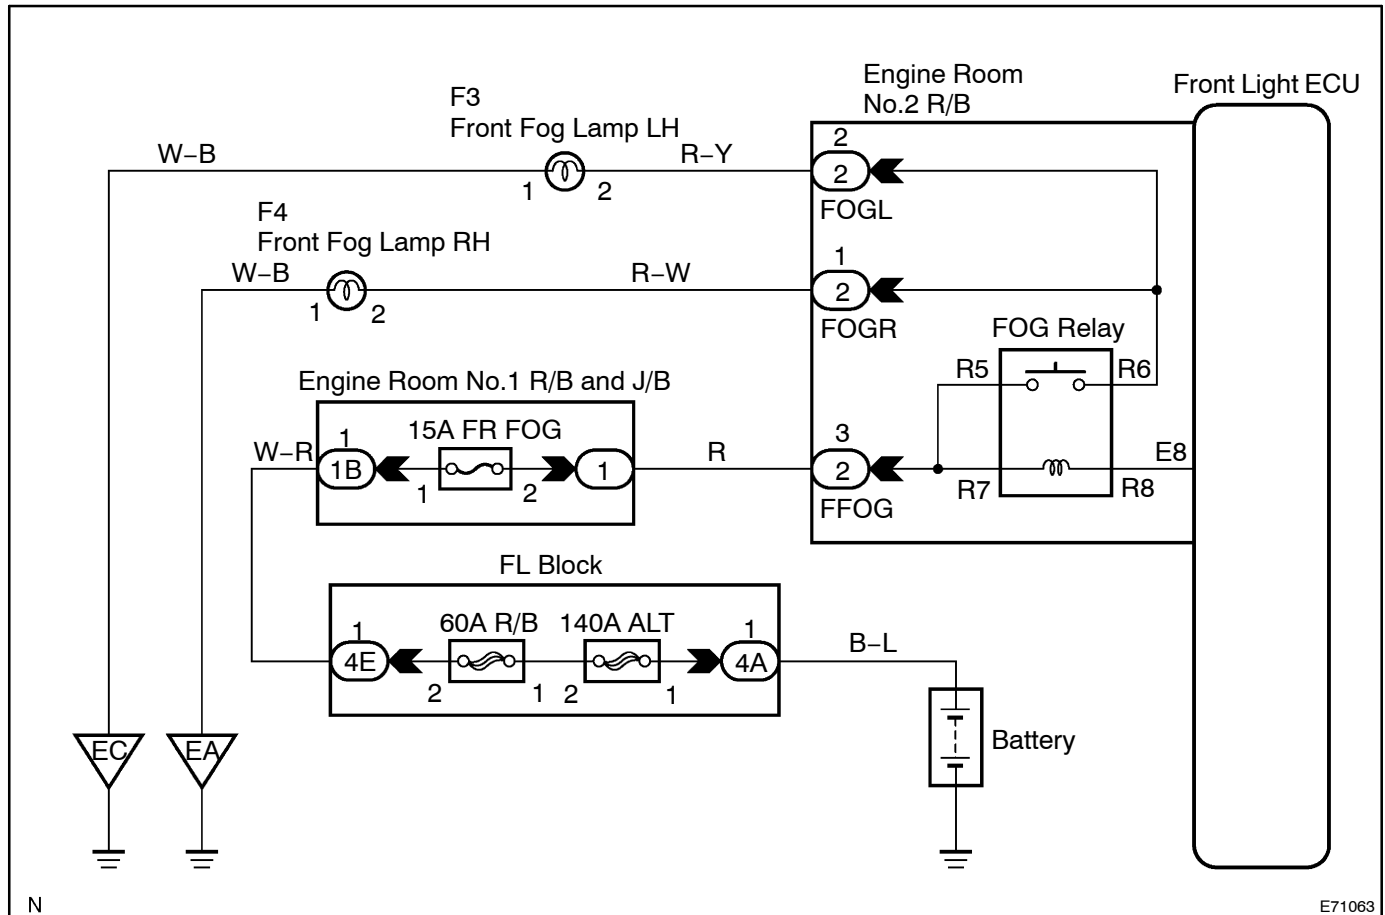 Engine Room
No.2 R/B
Front Light ECU
F3
Front Fog Lamp LH
W−B
R−Y
1
2
2
2
FOGL
F4
Front Fog Lamp RH
W−B
R−W
1
2
1
2
FOGR
FOG Relay
R5
R6
Engine Room No.1 R/B and J/B
15A FR FOG
W−R
1
1B
1
2
1
R
3
2
FFOG
R7
R8
E8
FL Block
60A R/B
140A ALT
1
4E
2
1
2
1
1
4A
B−L
Battery
EC
EA
N
E71063